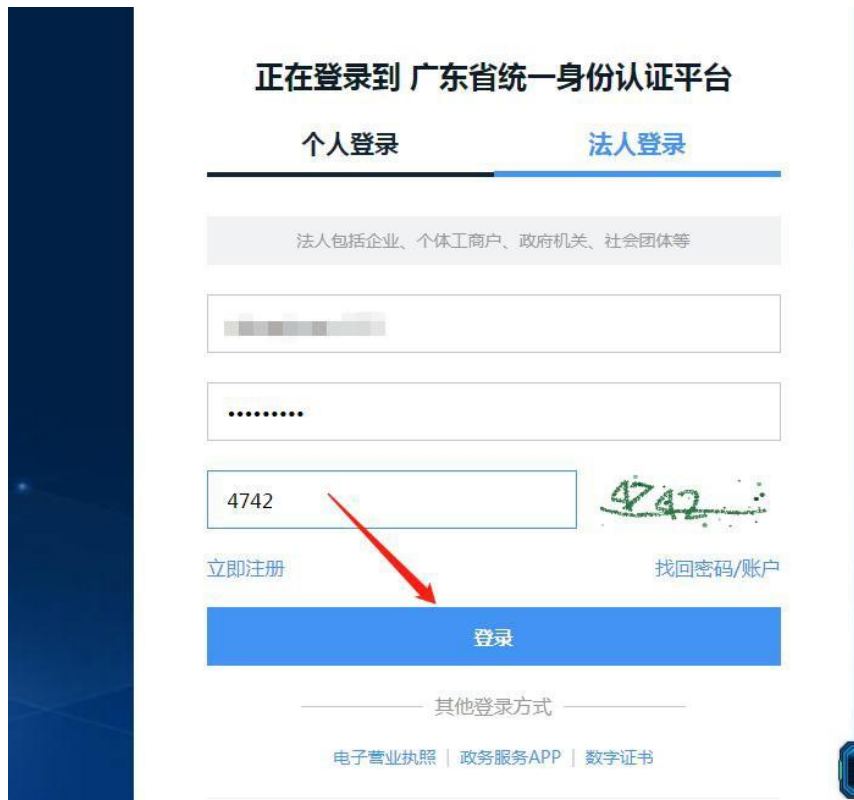 正在登录到 广东省统一身份认证平台
个人登录 法人登录
法人包括企业、个体工商户、政府机关、社会团体等
•••••••••
4742 4742
立即注册 找回密码/账户
登录
其他登录方式
电子营业执照 | 政务服务APP | 数字证书